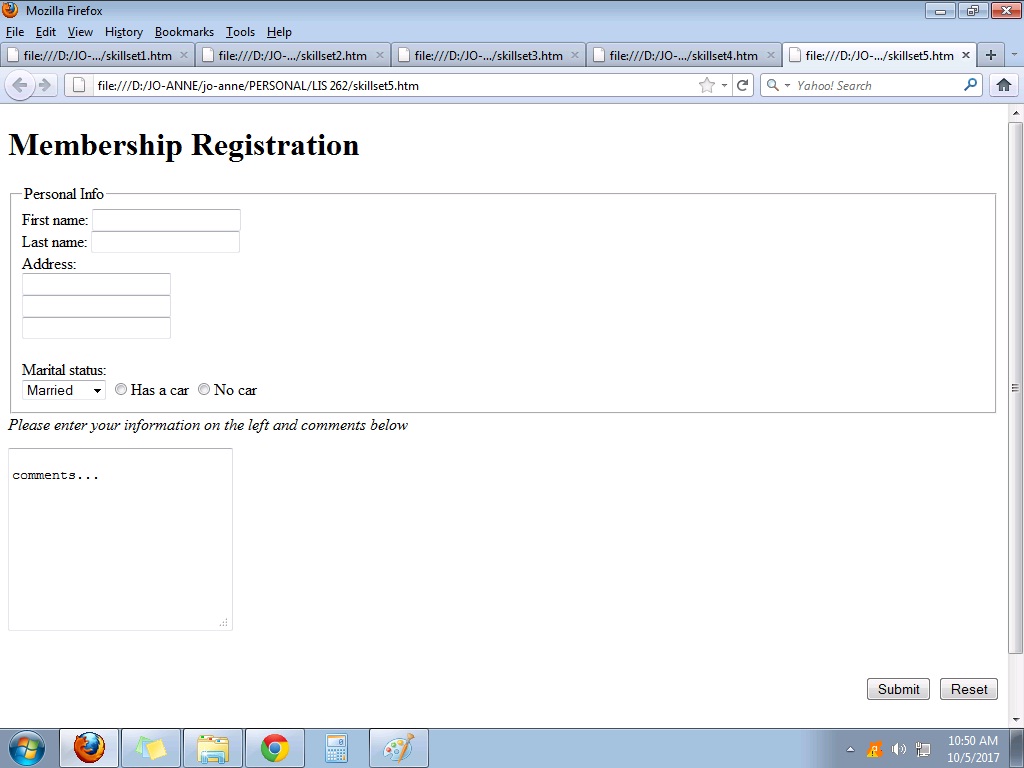 Mozilla Firefox
File Edit View History Bookmarks Tools Help
file:///D:/JO-.../skillset1.htm file:///D:/JO-.../skillset2.htm file:///D:/JO-.../skillset3.htm file:///D:/JO-.../skillset4.htm file:///D:/JO-.../skillset5.htm
file:///D:/JO-ANNE/jo-anne/PERSONAL/LIS 262/skillset5.htm Yahoo! Search
Membership Registration
Personal Info
First name:
Last name:
Address:
Marital status:
Married Has a car No car
Please enter your information on the left and comments below
comments...
Submit Reset
10:50 AM
10/5/2017